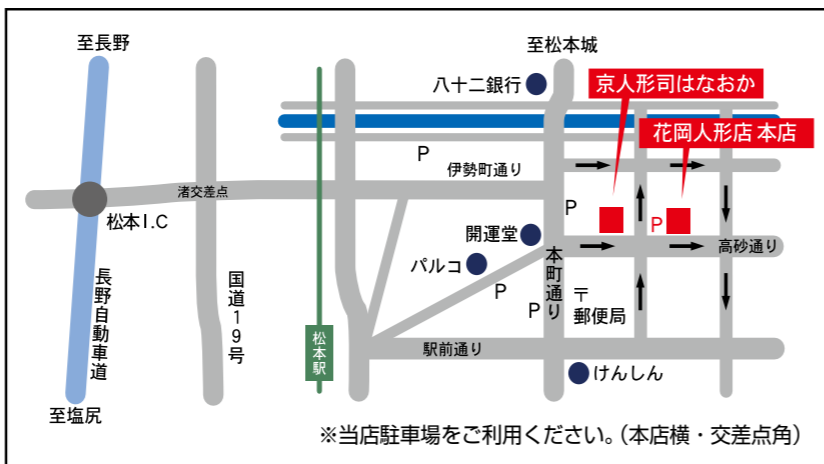 至長野
至松本城
八十二銀行
京人形司はなおか
花岡人形店 本店
P
伊勢町通り
渚交差点
松本I.C
P
P
開運堂
高砂通り
パルコ
本町通り
P
P
〒
郵便局
長野自動車道
国道19号
松本駅
駅前通り
けんしん
至塩尻
※当店駐車場をご利用ください。(本店横・交差点角)